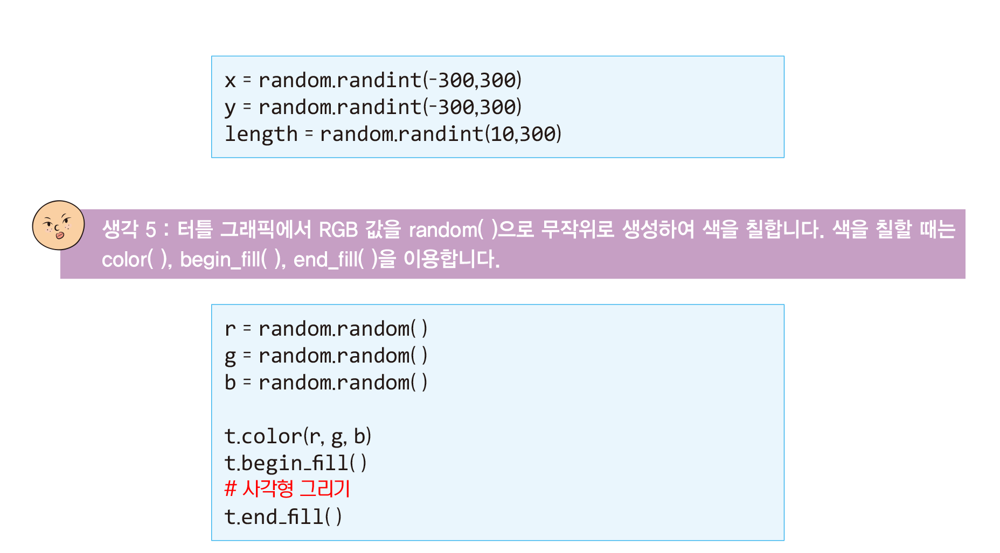 x = random.randint(-300,300)
y = random.randint(-300,300)
length = random.randint(10,300)
생각 5 : 터틀 그래픽에서 RGB 값을 random( )으로 무작위로 생성하여 색을 칠합니다. 색을 칠할 때는
color( ), begin_fill( ), end_fill( )을 이용합니다.
r = random.random( )
g = random.random( )
b = random.random( )
t.color(r, g, b)
t.begin_fill( )
# 사각형 그리기
t.end_fill( )